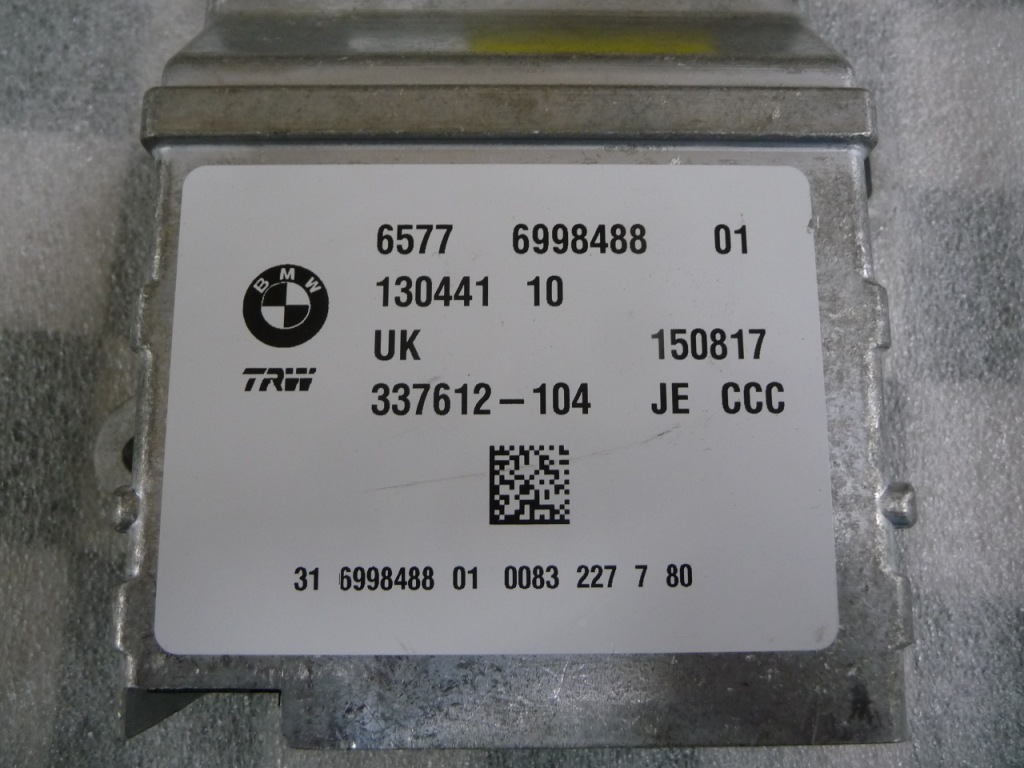 6577 6998488 01
BMW
130441 10
UK 150817
TRW
337612-104 JE CCC
31 6998488 01 0083 227 7 80